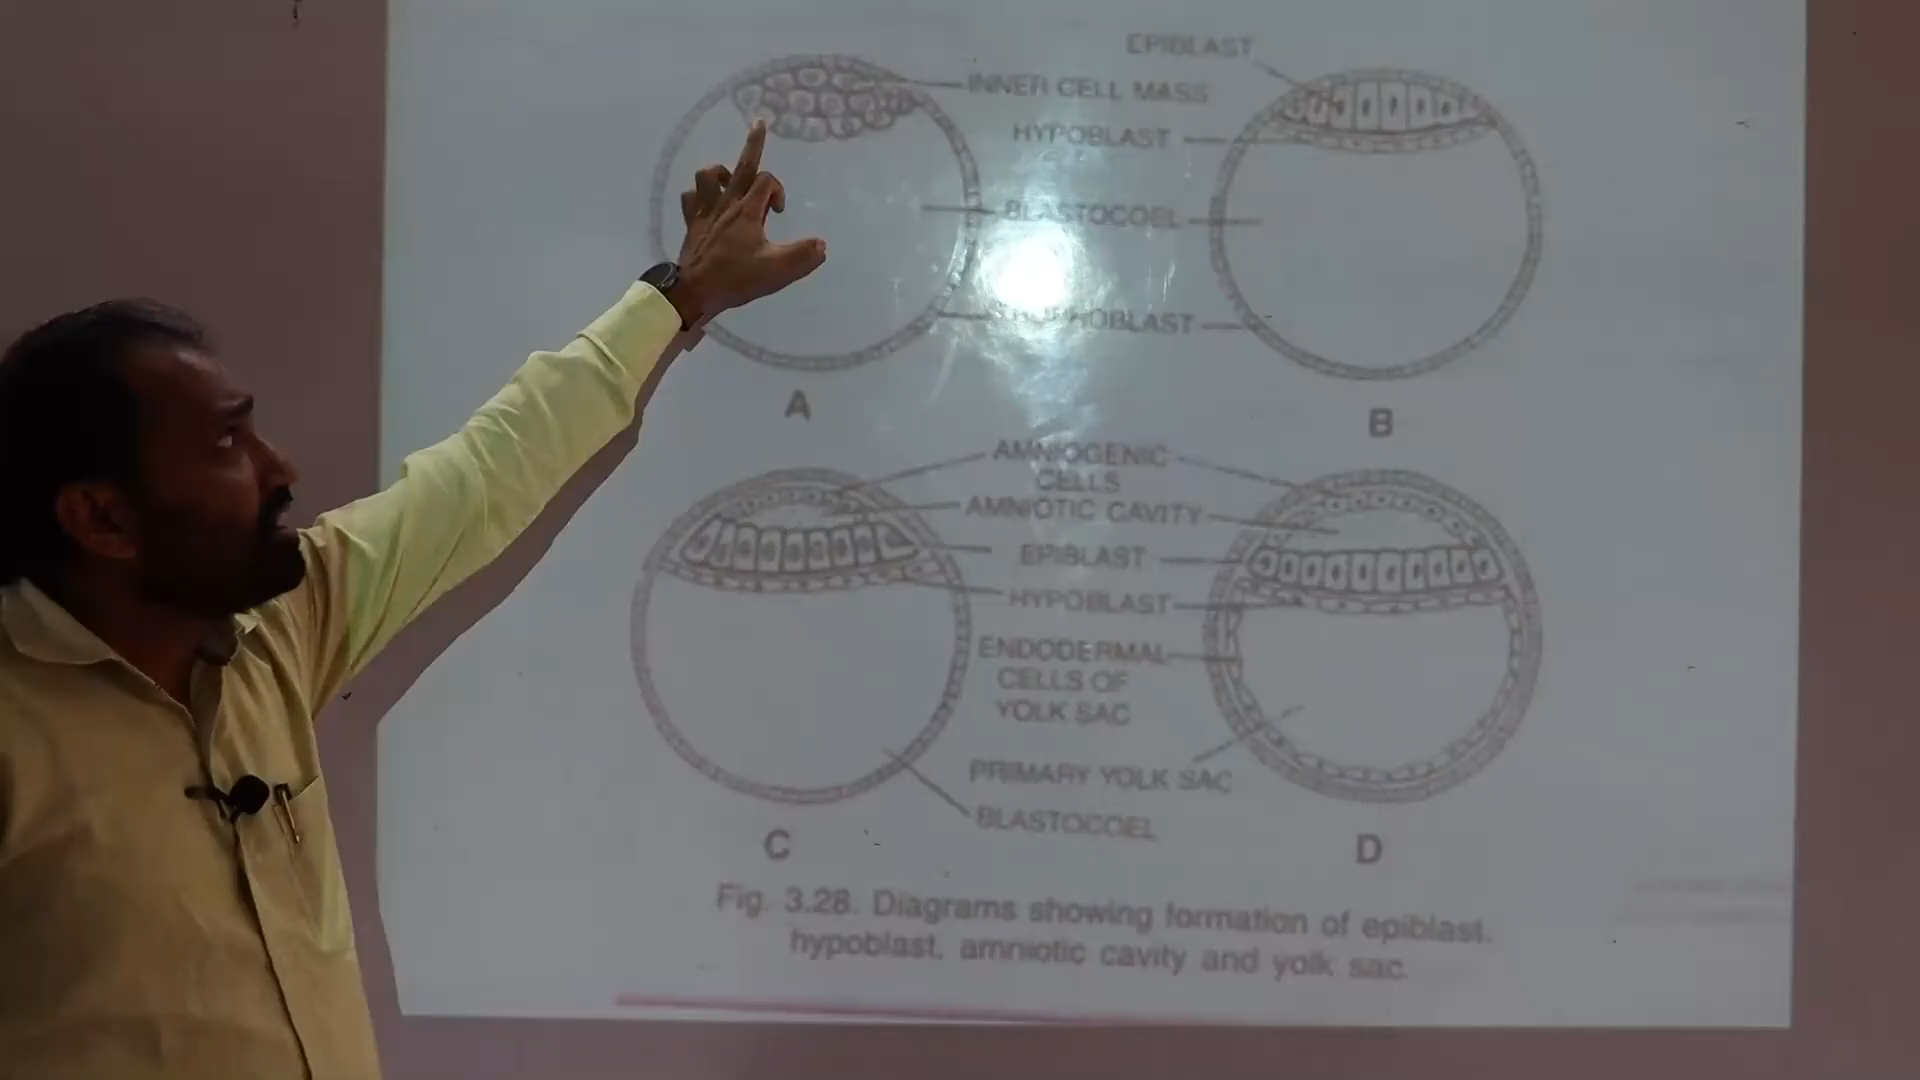 EPIBLAST
INNER CELL MASS
HYPOBLAST
BLASTOCOEL
A
B
AMNIOGENIC
CELLS
AMNIOTIC CAVITY
EPIBLAST
HYPOBLAST
ENDODERMAL
CELLS OF
YOLK SAC
PRIMARY YOLK SAC
BLASTOCOEL
C
D
Fig. 3.28. Diagrams showing formation of epiblast,
hypoblast, amniotic cavity and yolk sac.